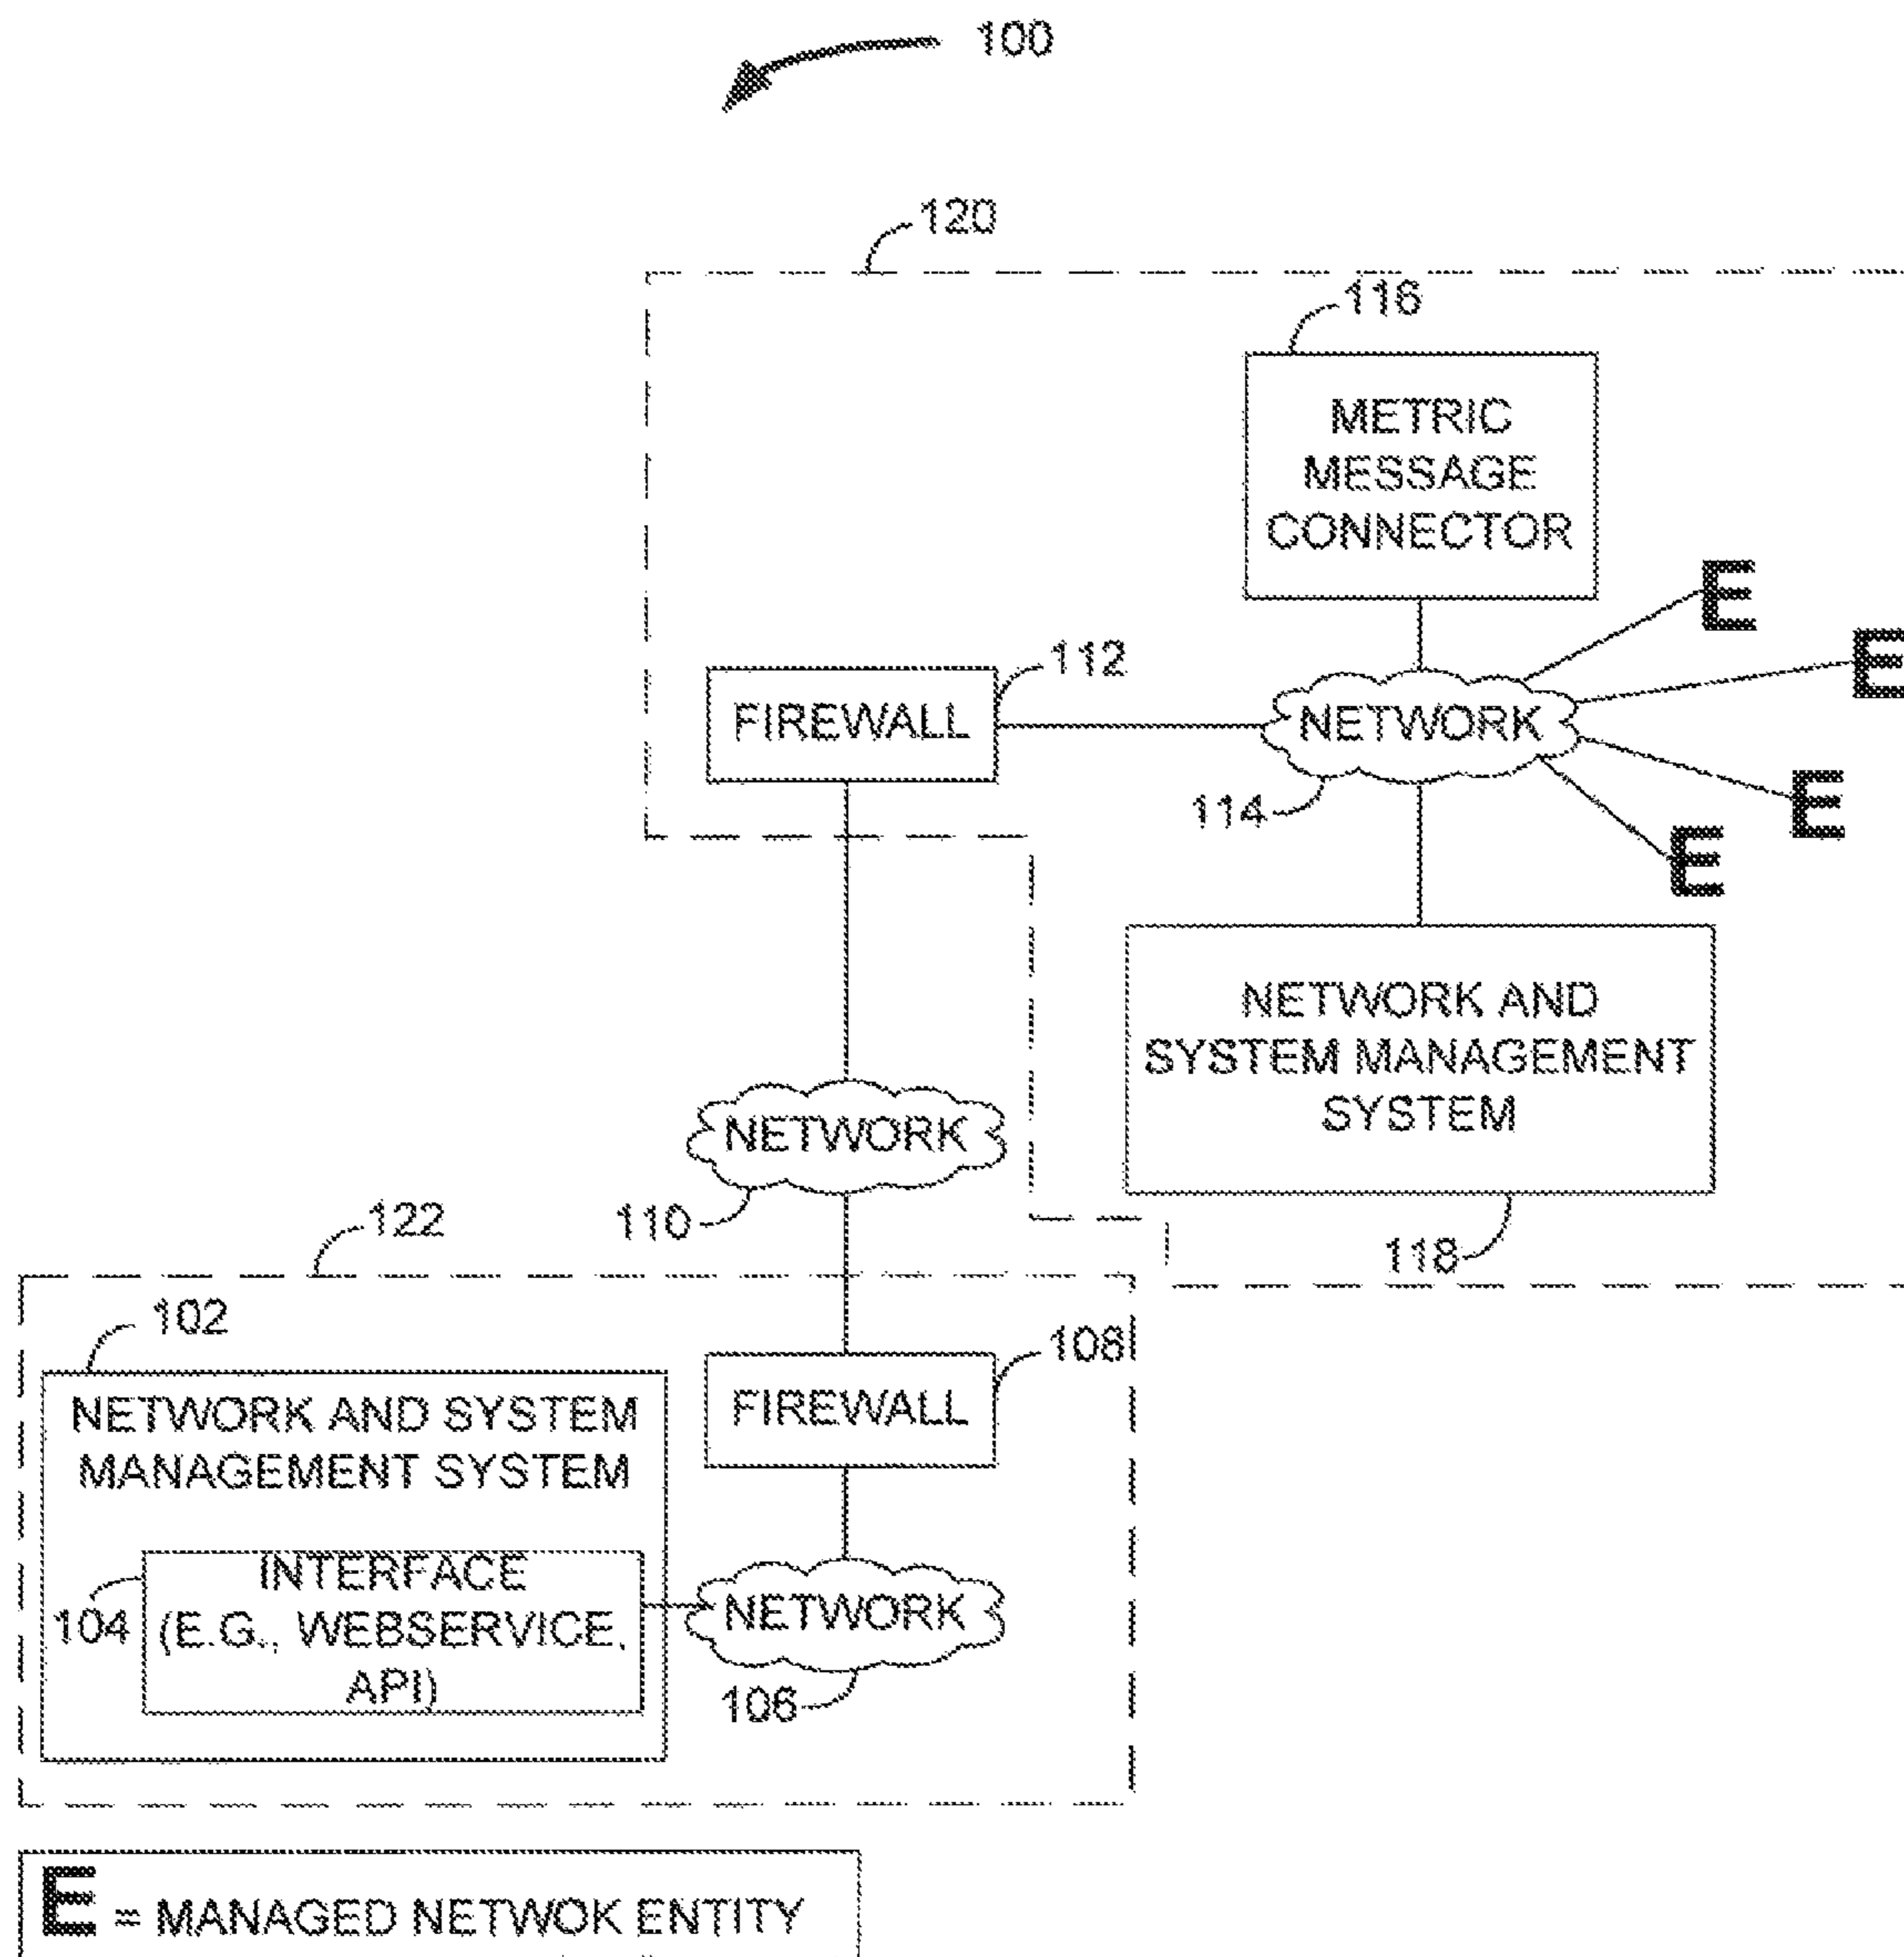 100
120
116
METRIC
MESSAGE
CONNECTOR
E
E
112
FIREWALL
NETWORK
E
114
E
NETWORK AND
SYSTEM MANAGEMENT
SYSTEM
NETWORK
110
118
122
102
108
NETWORK AND SYSTEM
MANAGEMENT SYSTEM
FIREWALL
104
INTERFACE
(E.G., WEBSERVICE,
API)
NETWORK
106
E = MANAGED NETWOK ENTITY